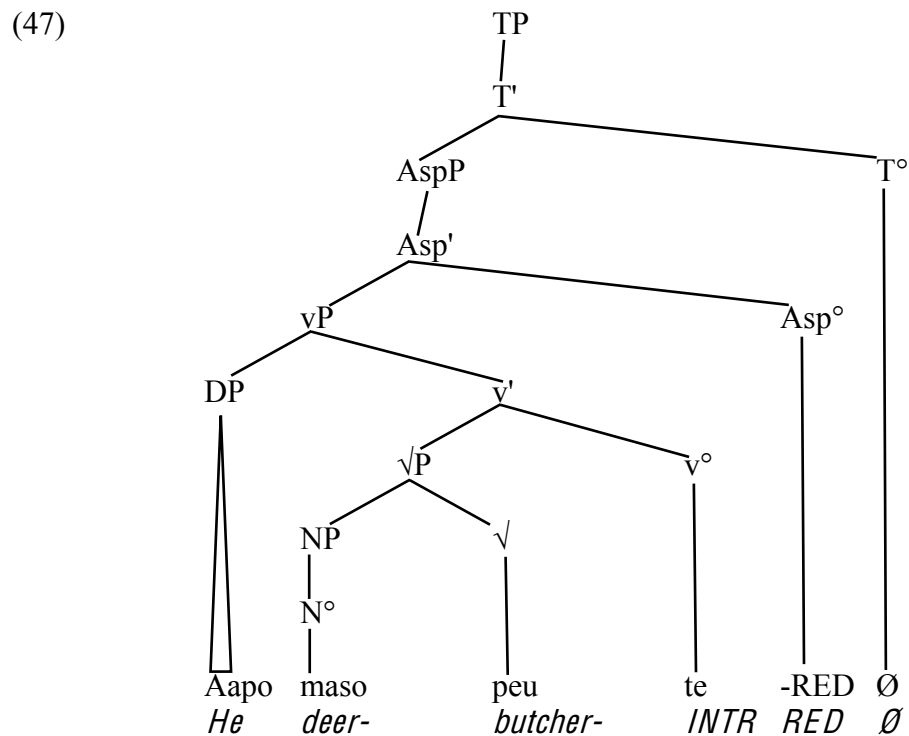 (47) TP
T'
AspP T°
Asp'
vP Asp°
DP v'
√P v°
NP √
N°
Aapo maso peu te -RED Ø
He deer- butcher- INTR RED Ø